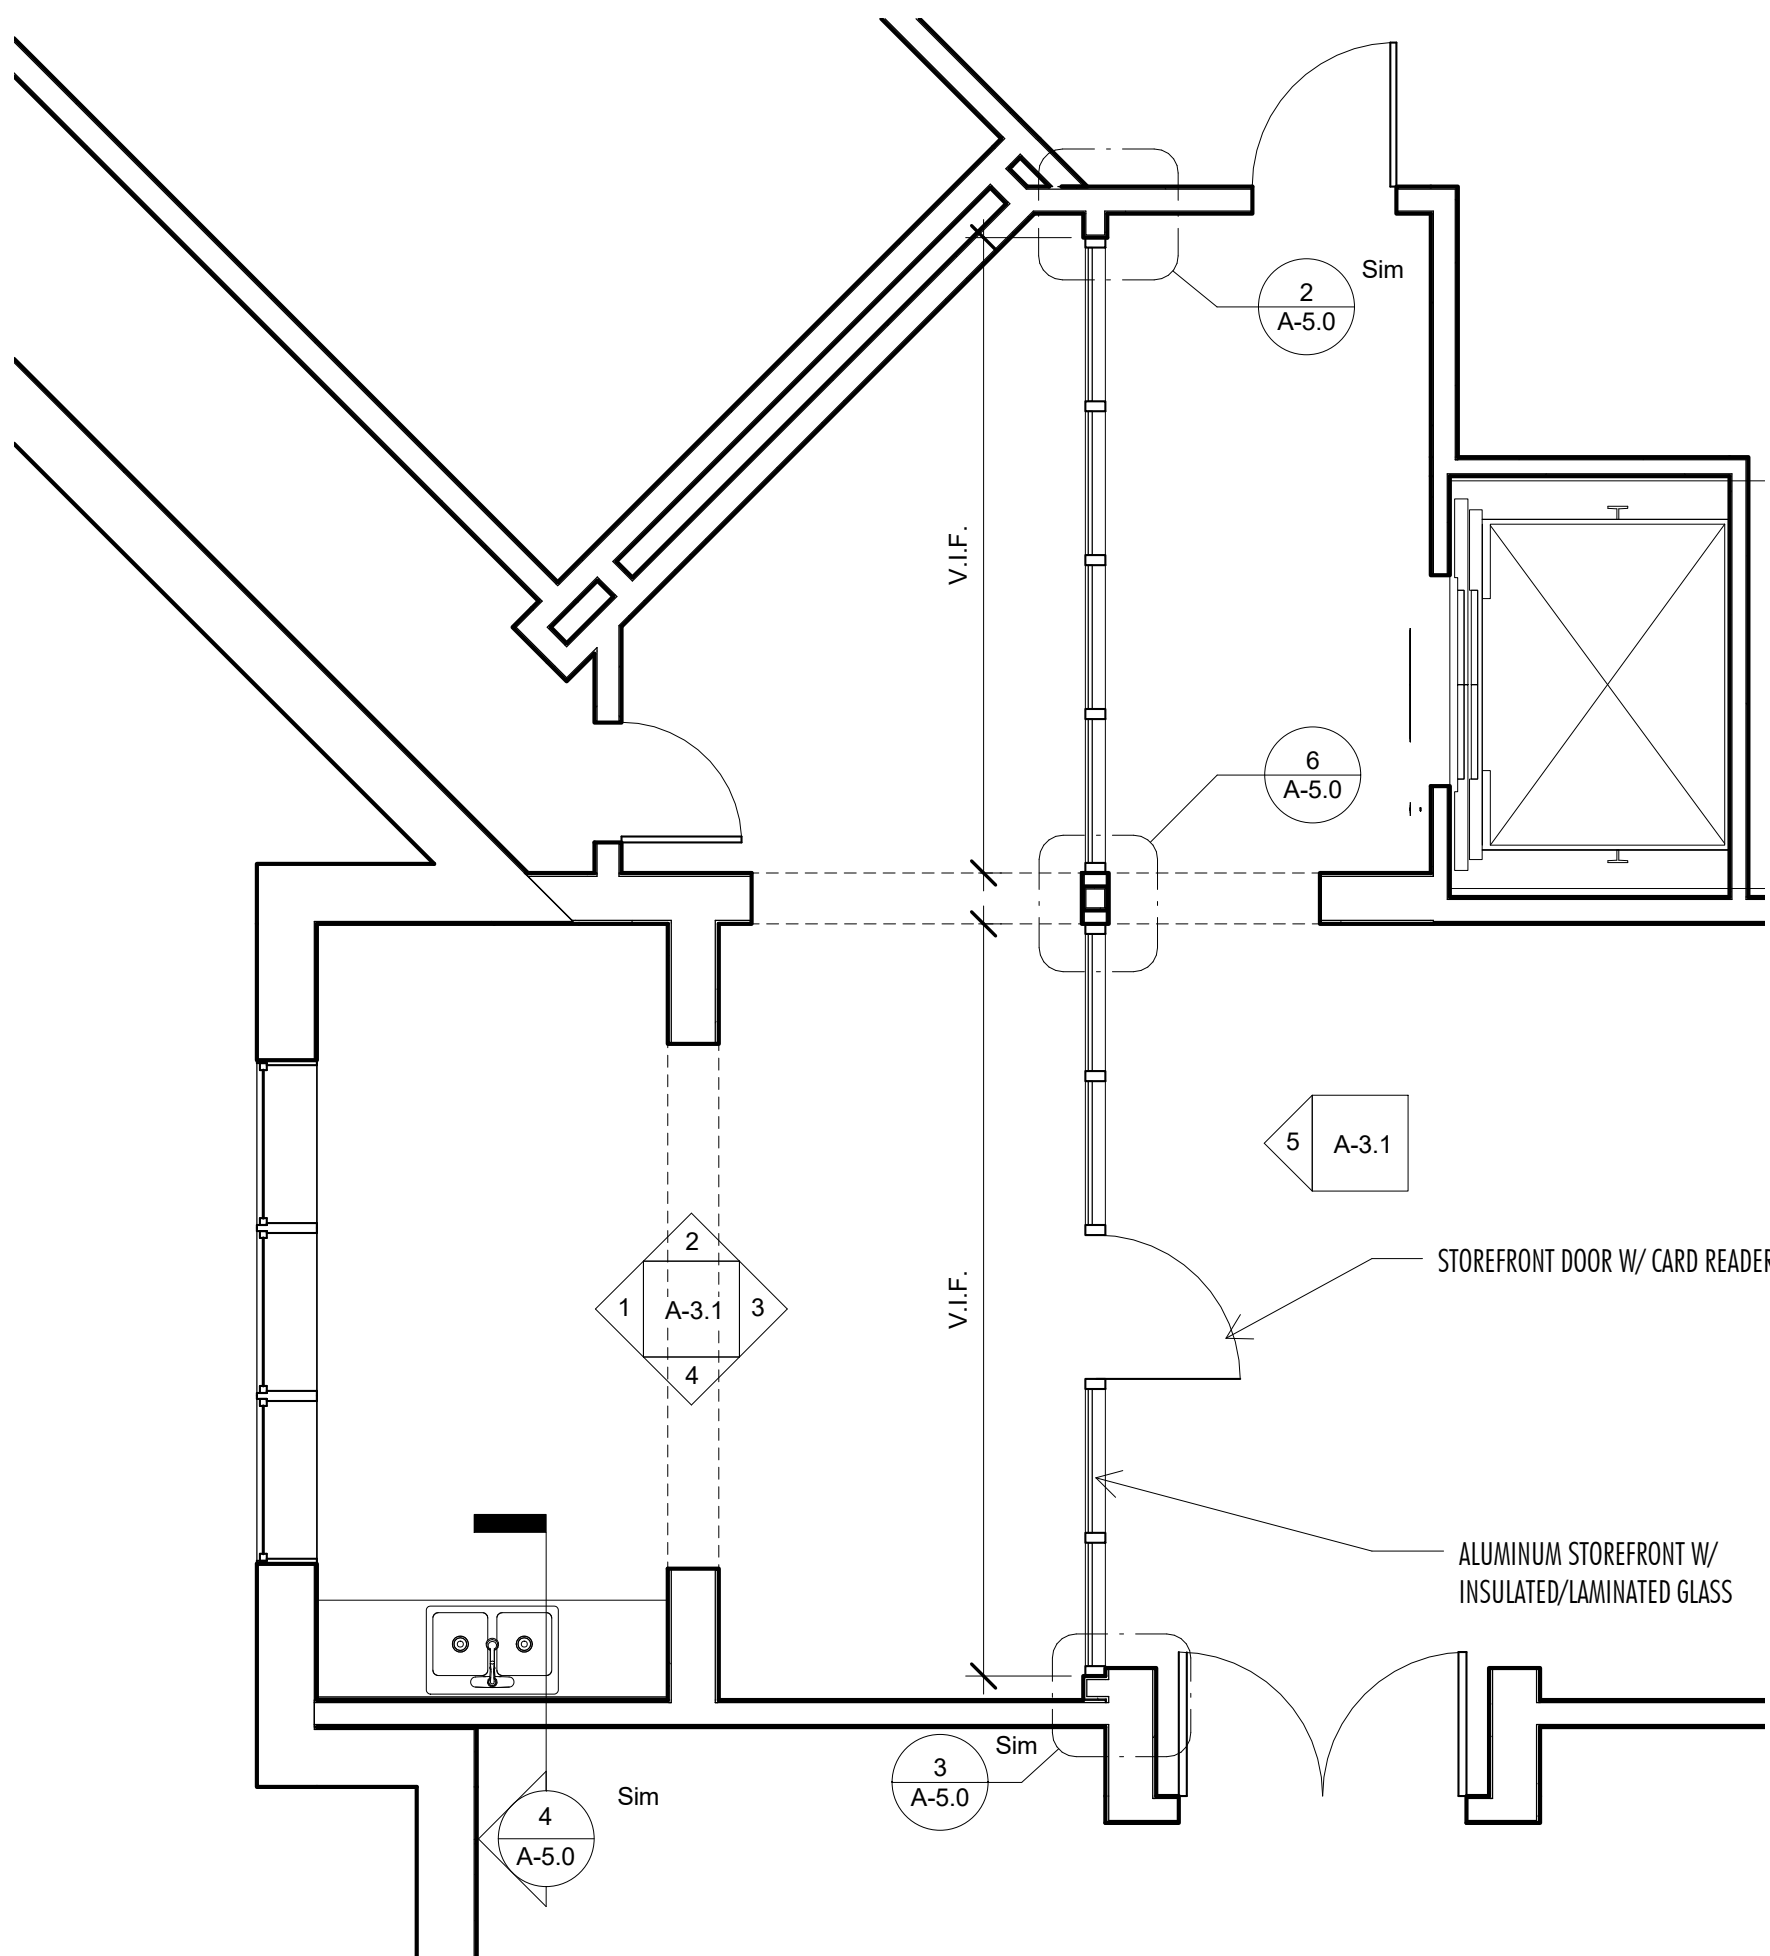 Sim
2
A-5.0
V.I.F.
6
A-5.0
5 A-3.1
2
1 A-3.1 3
4
STOREFRONT DOOR W/ CARD READER
V.I.F.
ALUMINUM STOREFRONT W/
INSULATED/LAMINATED GLASS
Sim
3
A-5.0
Sim
4
A-5.0